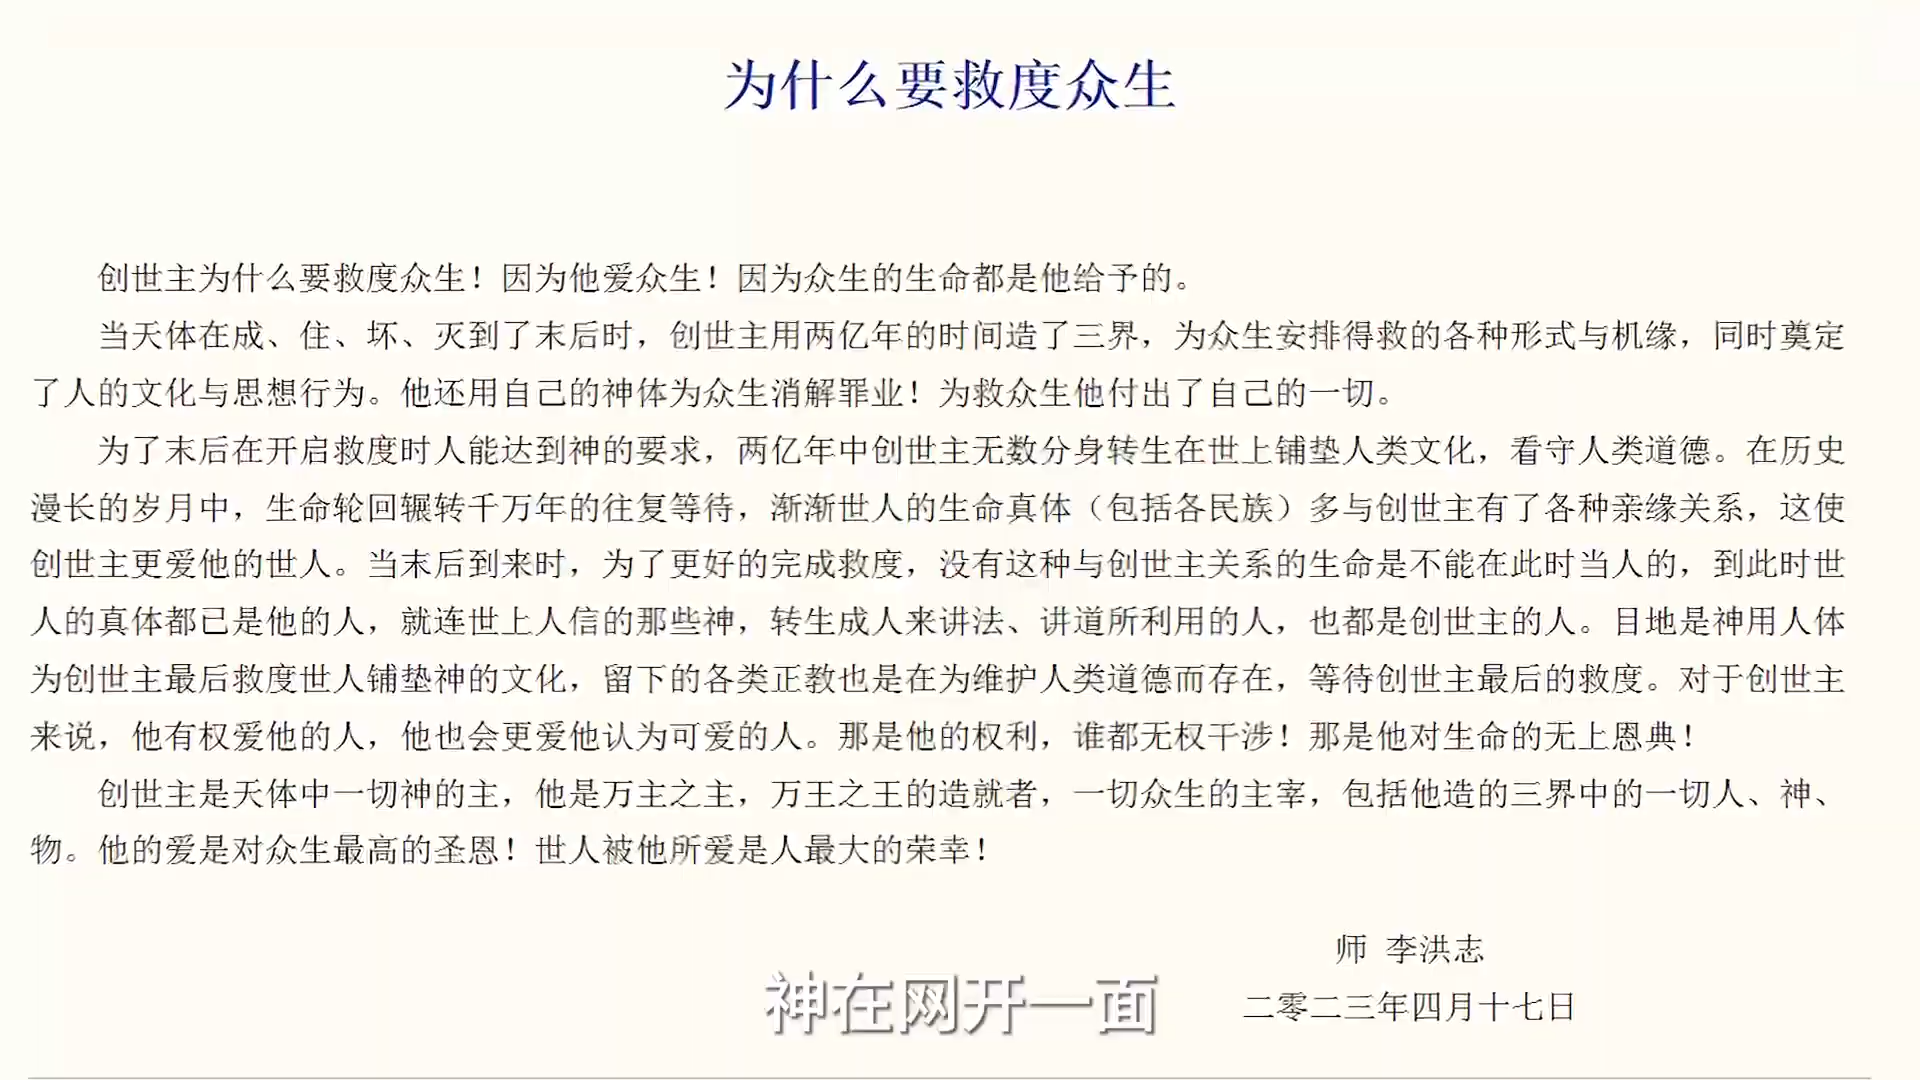 为什么要救度众生
创世主为什么要救度众生！因为他爱众生！因为众生的生命都是他给予的。
当天体在成、住、坏、灭到了末后时，创世主用两亿年的时间造了三界，为众生安排得救的各种形式与机缘，同时奠定
了人的文化与思想行为。他还用自己的神体为众生消解罪业！为救众生他付出了自己的一切。
为了末后在开启救度时人能达到神的要求，两亿年中创世主无数分身转生在世上铺垫人类文化，看守人类道德。在历史
漫长的岁月中，生命轮回辗转千万年的往复等待，渐渐世人的生命真体（包括各民族）多与创世主有了各种亲缘关系，这使
创世主更爱他的世人。当末后到来时，为了更好的完成救度，没有这种与创世主关系的生命是不能在此时当人的，到此时世
人的真体都已是他的人，就连世上人信的那些神，转生成人来讲法、讲道所利用的人，也都是创世主的人。目地是神用人体
为创世主最后救度世人铺垫神的文化，留下的各类正教也是在为维护人类道德而存在，等待创世主最后的救度。对于创世主
来说，他有权爱他的人，他也会更爱他认为可爱的人。那是他的权利，谁都无权干涉！那是他对生命的无上恩典！
创世主是天体中一切神的主，他是万主之主，万王之王的造就者，一切众生的主宰，包括他造的三界中的一切人、神、
物。他的爱是对众生最高的圣恩！世人被他所爱是人最大的荣幸！
师 李洪志
二零二三年四月十七日
神在网开一面